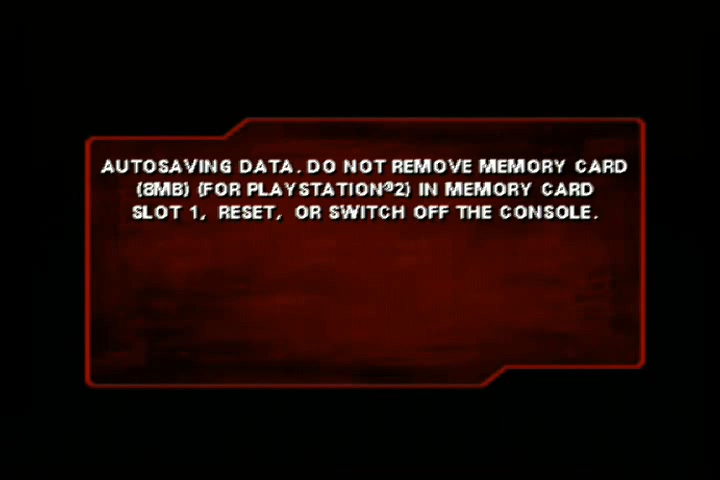 AUTOSAVING DATA. DO NOT REMOVE MEMORY CARD
(8MB) (FOR PLAYSTATION®2) IN MEMORY CARD
SLOT 1, RESET, OR SWITCH OFF THE CONSOLE.